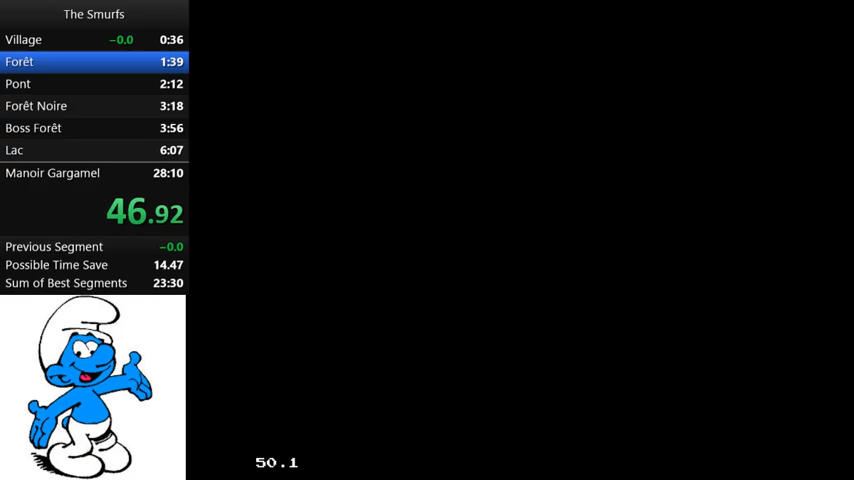 The Smurfs
Village −0.0 0:36
Forêt 1:39
Pont 2:12
Forêt Noire 3:18
Boss Forêt 3:56
Lac 6:07
Manoir Gargamel 28:10
46.92
Previous Segment −0.0
Possible Time Save 14.47
Sum of Best Segments 23:30
50.1